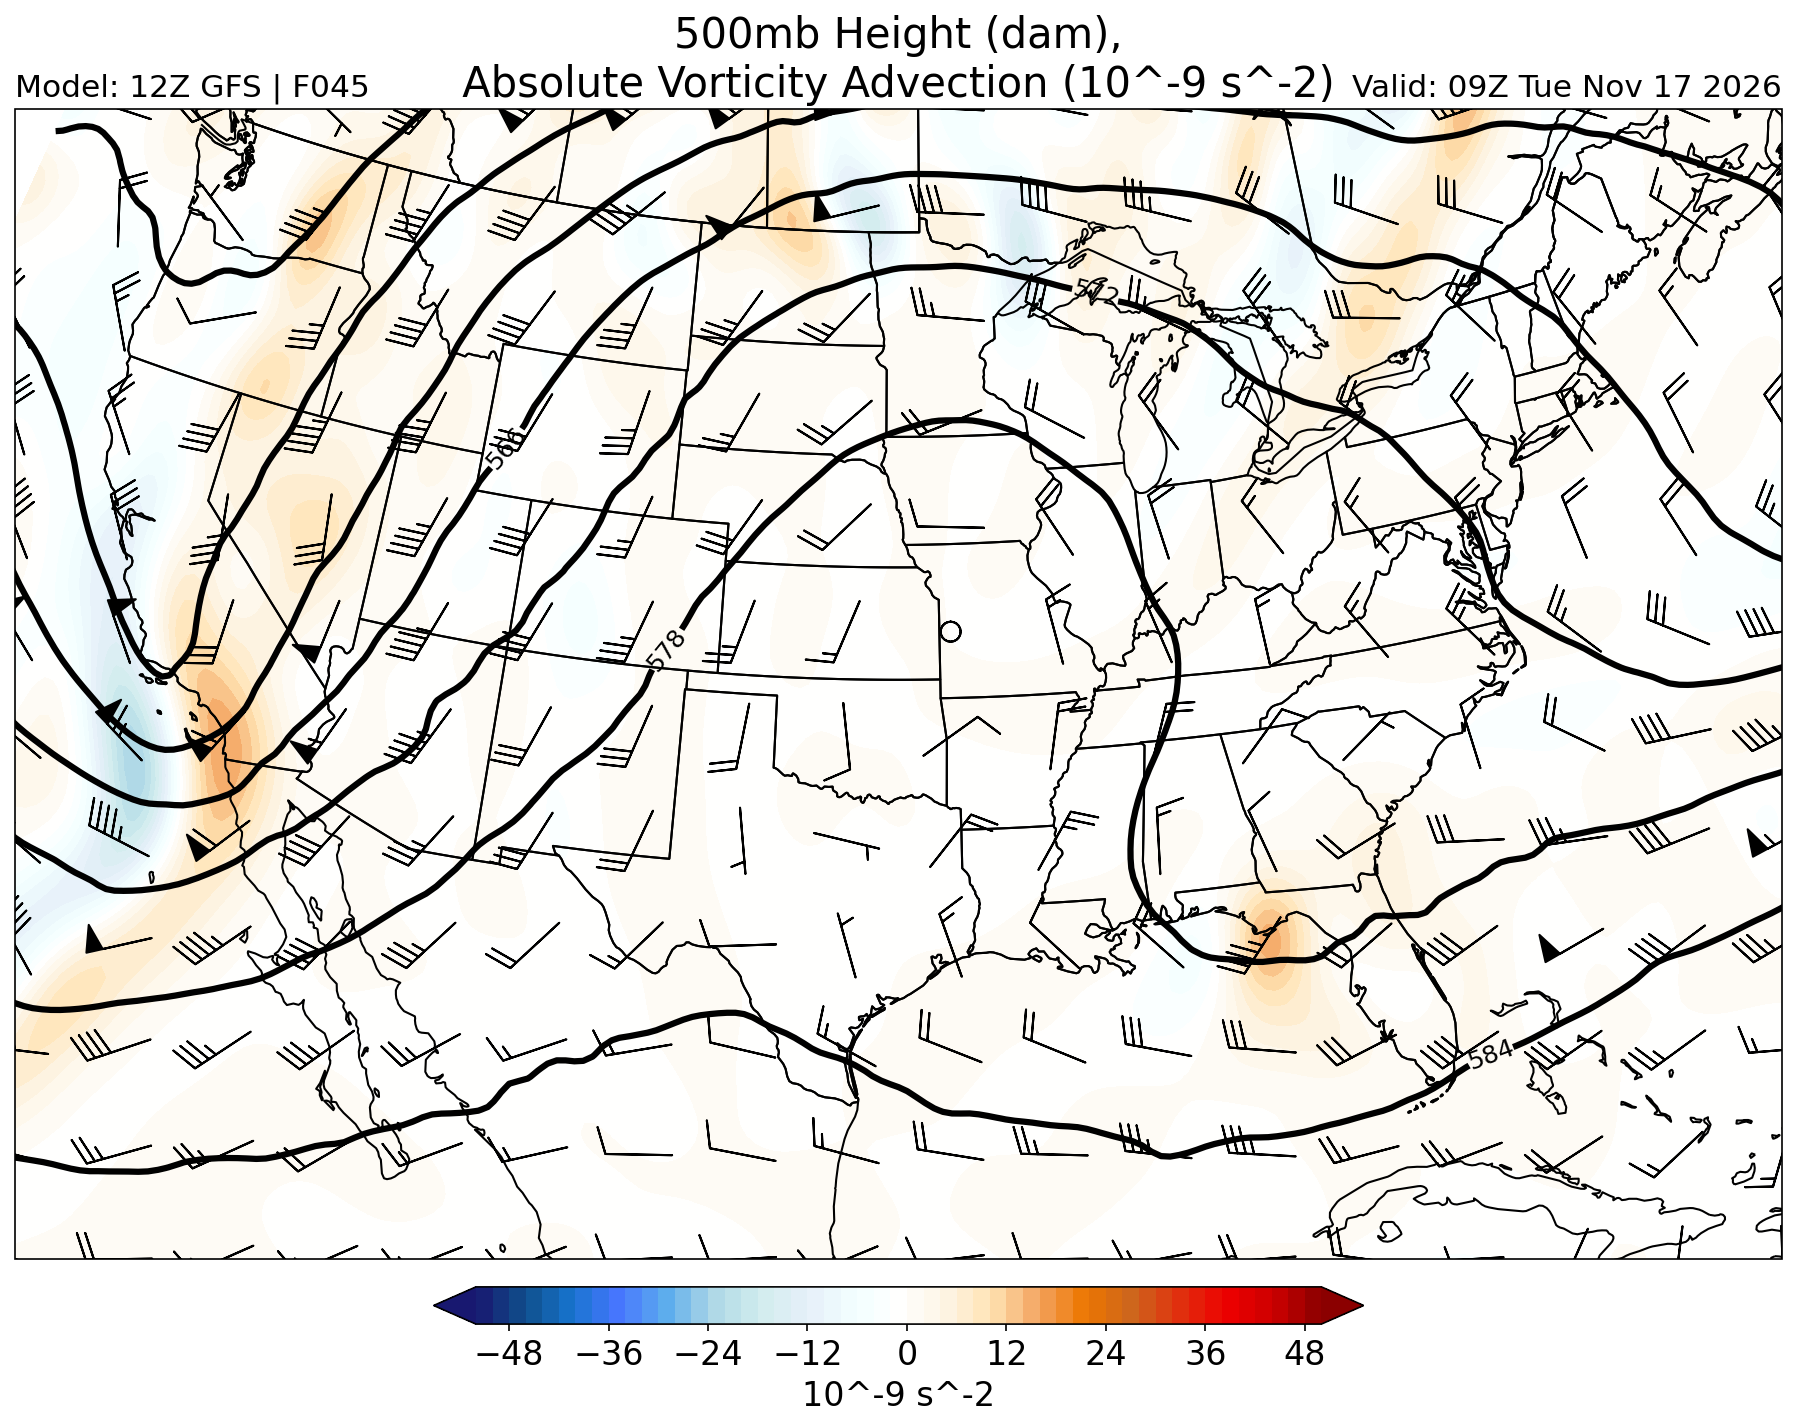 500mb Height (dam),
Model: 12Z GFS | F045 Absolute Vorticity Advection (10^-9 s^-2) Valid: 09Z Tue Nov 17 2026
572
566
578
584
−48 −36 −24 −12 0 12 24 36 48
10^-9 s^-2